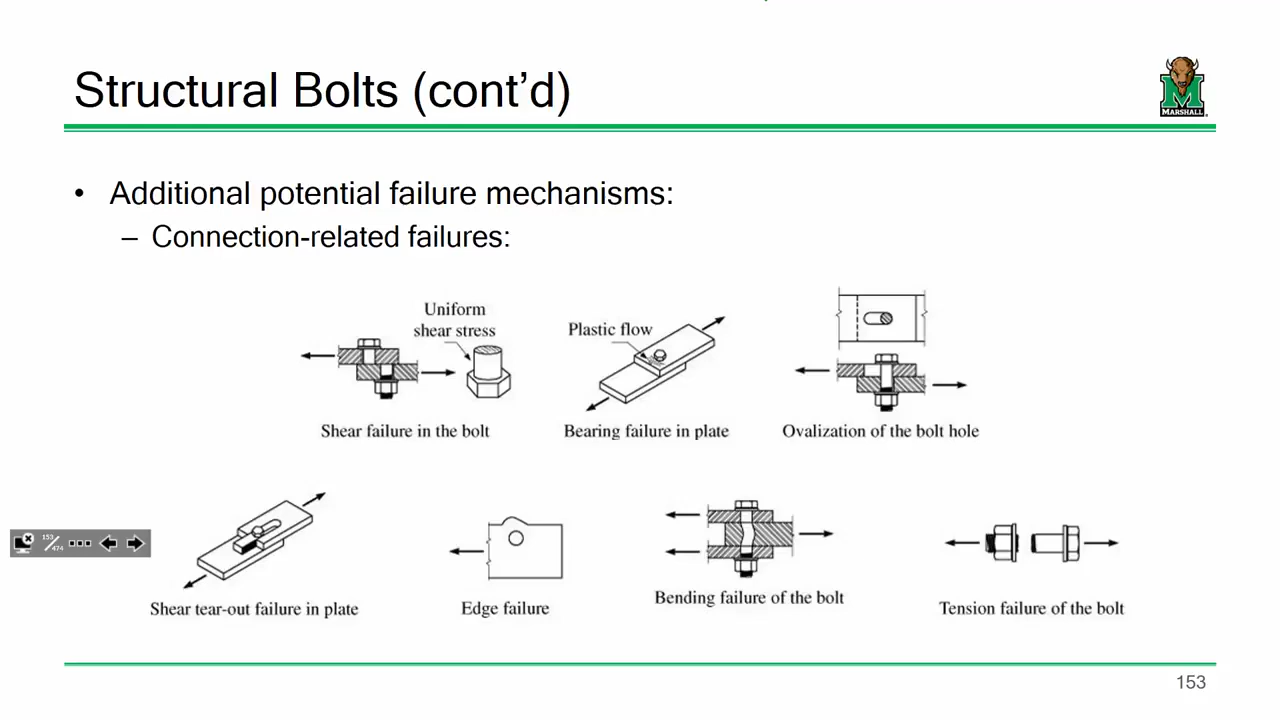 Structural Bolts (cont’d)
MARSHALL
• Additional potential failure mechanisms:
– Connection-related failures:
Uniform
shear stress
Plastic flow
Shear failure in the bolt
Bearing failure in plate
Ovalization of the bolt hole
153/474
Shear tear-out failure in plate
Edge failure
Bending failure of the bolt
Tension failure of the bolt
153